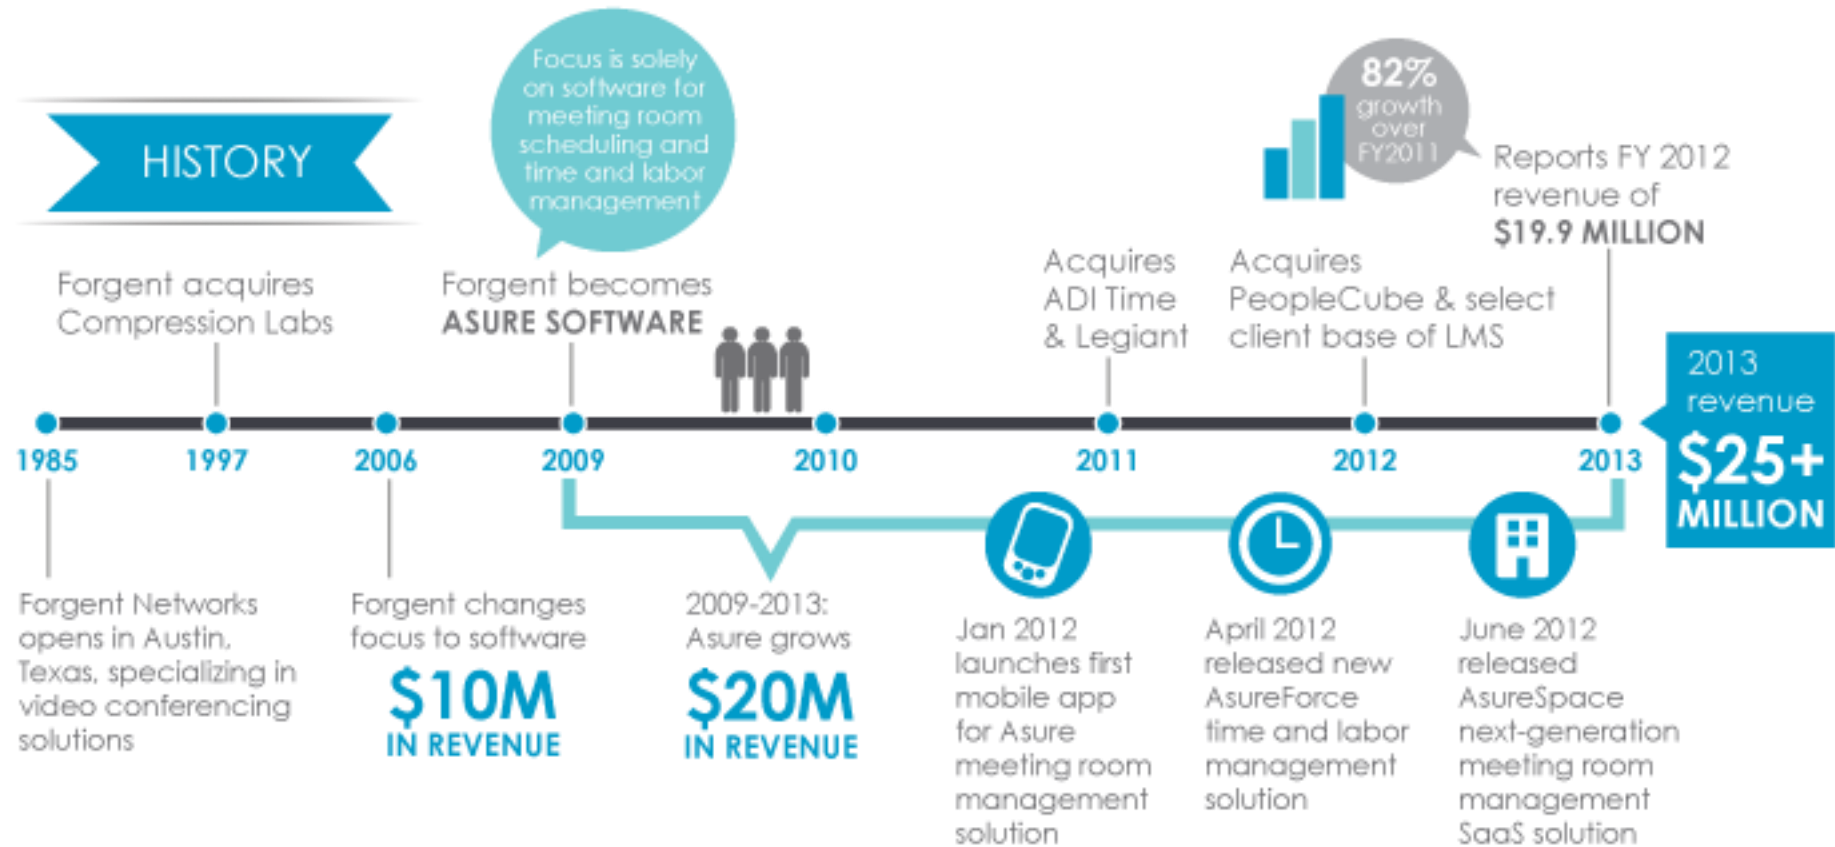 HISTORY
Focus is solely
on software for
meeting room
scheduling and
time and labor
management
82%
growth
over
FY2011
Reports FY 2012
revenue of
$19.9 MILLION
Forgent acquires
Compression Labs
Forgent becomes
ASURE SOFTWARE
Acquires
ADI Time
& Legiant
Acquires
PeopleCube & select
client base of LMS
2013
revenue
$25+
MILLION
1985
1997
2006
2009
2010
2011
2012
2013
Forgent Networks
opens in Austin,
Texas, specializing in
video conferencing
solutions
Forgent changes
focus to software
$10M
IN REVENUE
2009-2013:
Asure grows
$20M
IN REVENUE
Jan 2012
launches first
mobile app
for Asure
meeting room
management
solution
April 2012
released new
AsureForce
time and labor
management
solution
June 2012
released
AsureSpace
next-generation
meeting room
management
SaaS solution